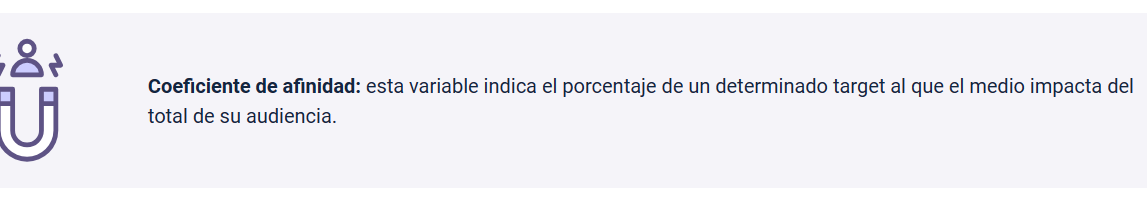 Coeficiente de afinidad: esta variable indica el porcentaje de un determinado target al que el medio impacta del
total de su audiencia.